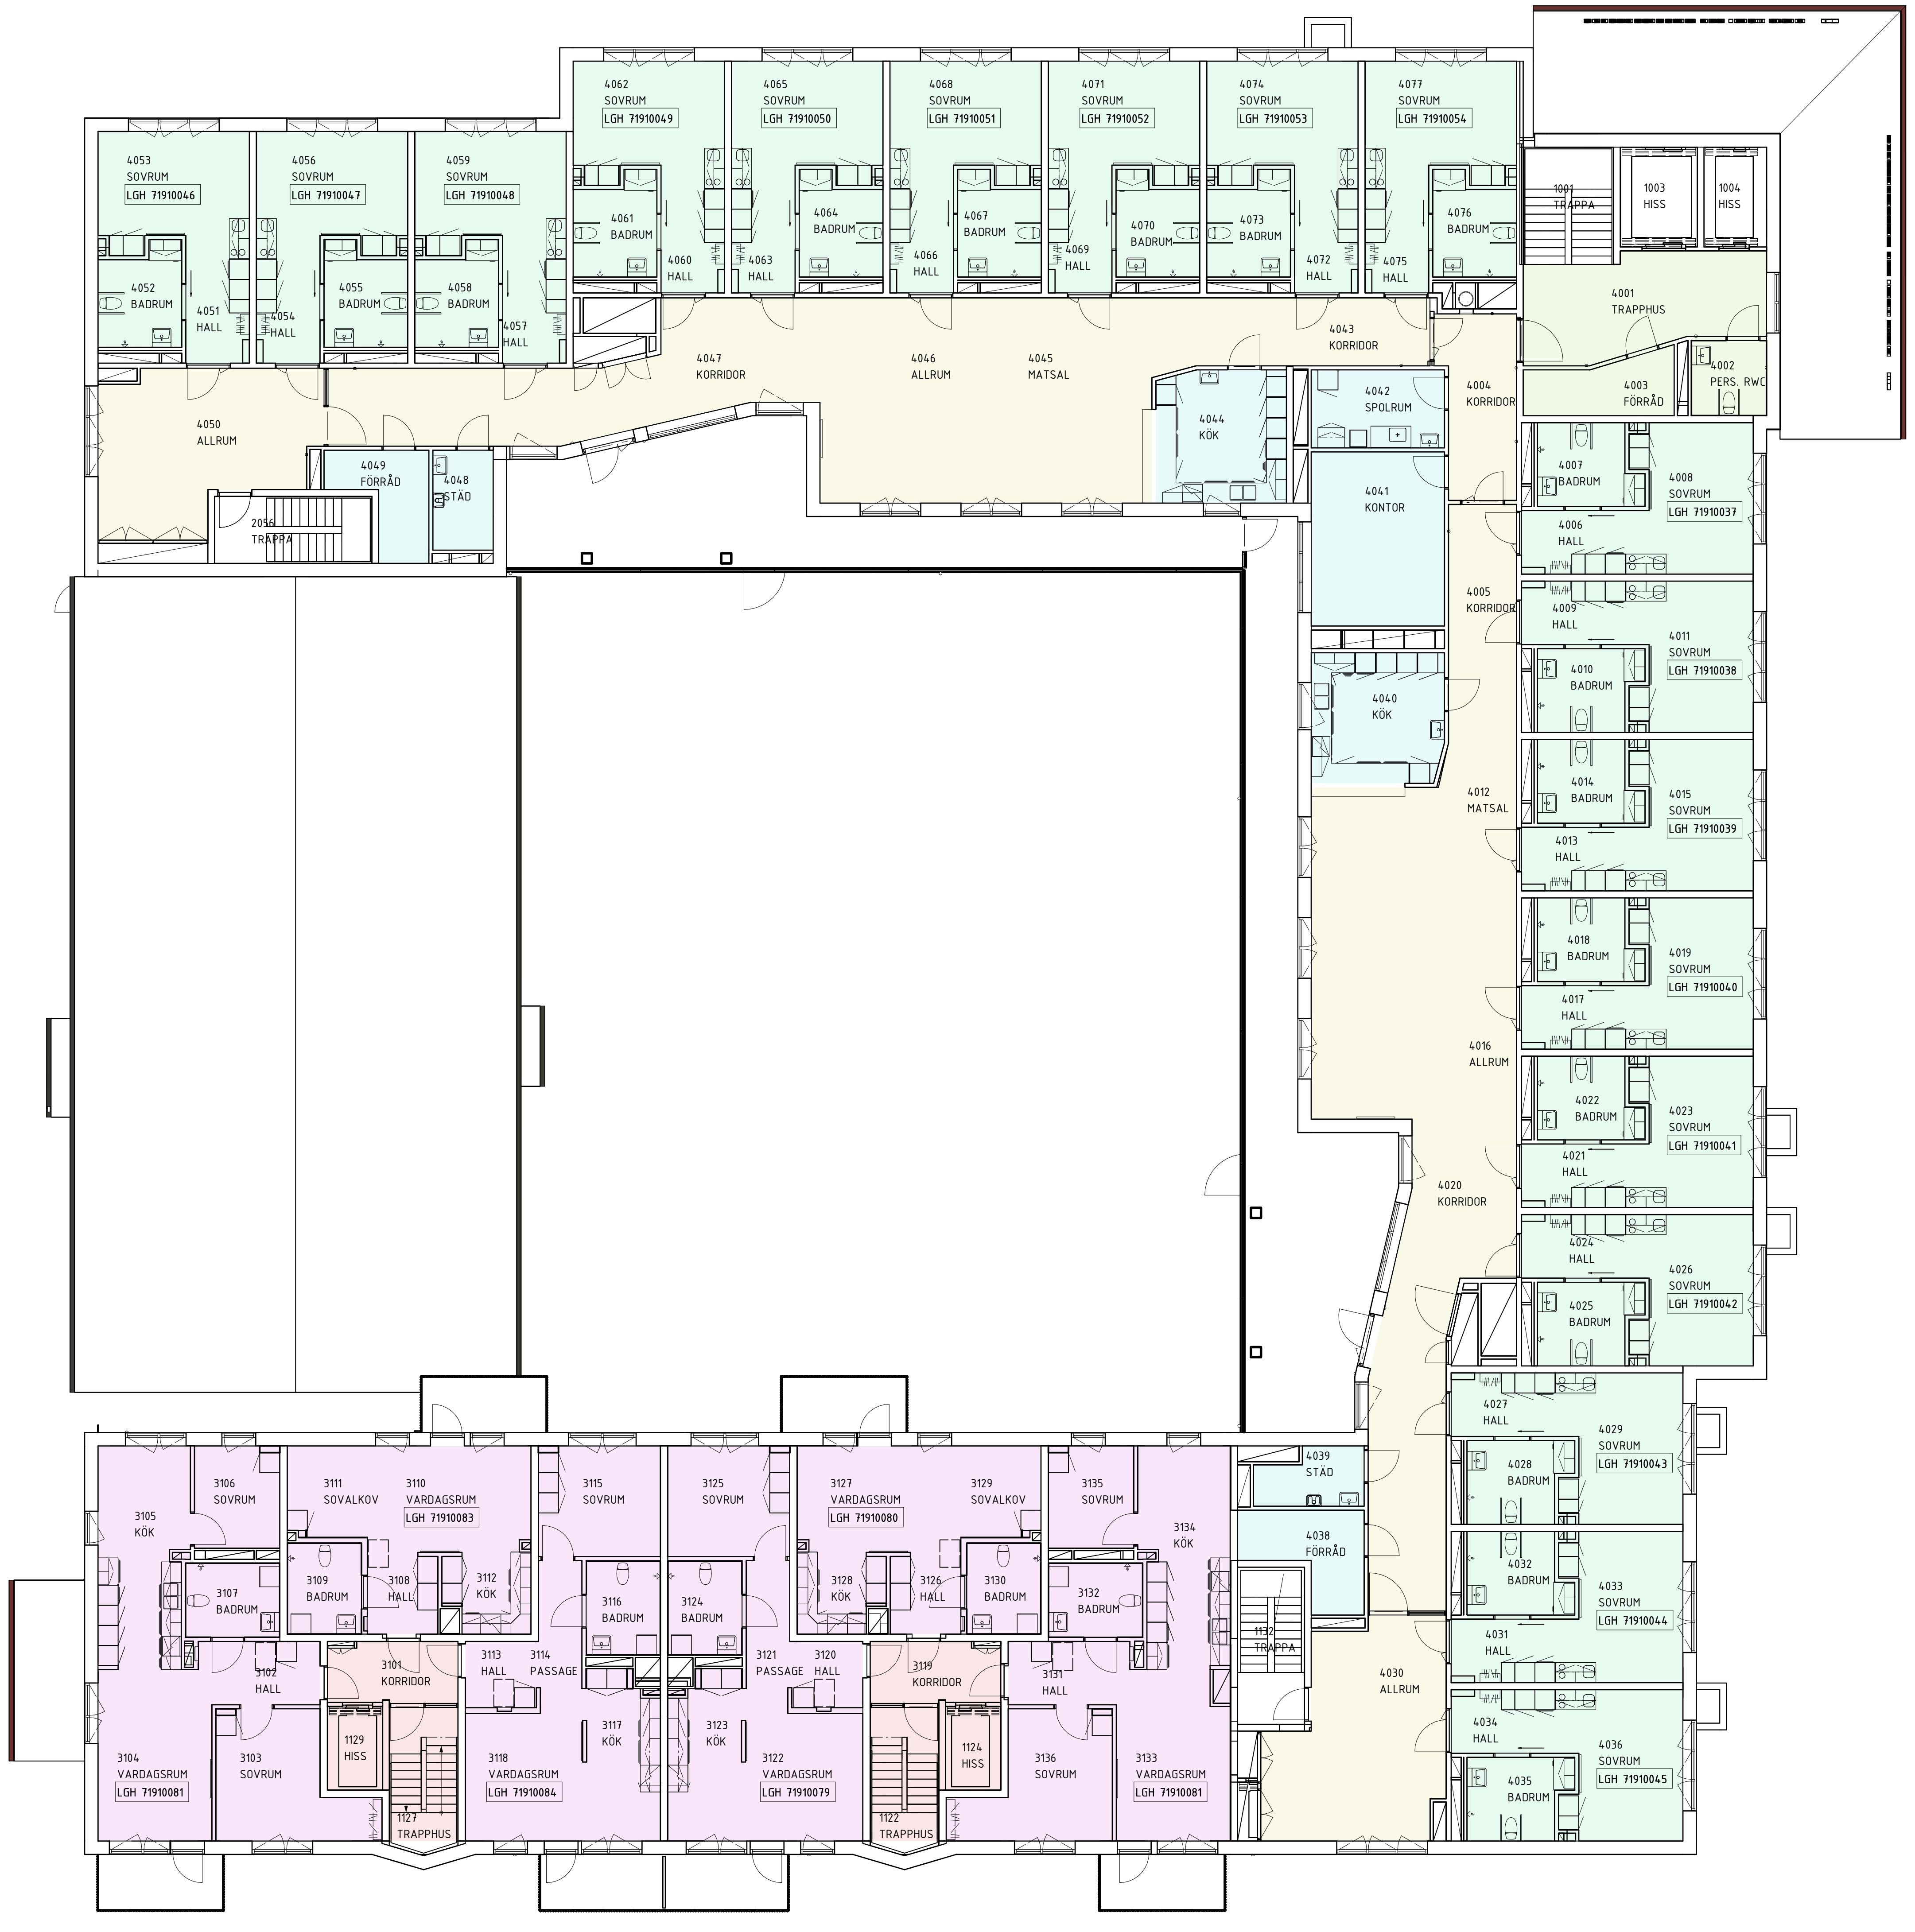 4062
SOVRUM
LGH 71910049
4065
SOVRUM
LGH 71910050
4068
SOVRUM
LGH 71910051
4071
SOVRUM
LGH 71910052
4074
SOVRUM
LGH 71910053
4077
SOVRUM
LGH 71910054
4053
SOVRUM
LGH 71910046
4056
SOVRUM
LGH 71910047
4059
SOVRUM
LGH 71910048
1001
TRAPPA
1003
HISS
1004
HISS
4061
BADRUM
4064
BADRUM
4067
BADRUM
4070
BADRUM
4073
BADRUM
4076
BADRUM
4060
HALL
4063
HALL
4066
HALL
4069
HALL
4072
HALL
4075
HALL
4052
BADRUM
4051
HALL
4054
HALL
4055
BADRUM
4058
BADRUM
4057
HALL
4001
TRAPPHUS
4002
PERS. RWC
4003
FÖRRÅD
4043
KORRIDOR
4047
KORRIDOR
4046
ALLRUM
4045
MATSAL
4004
KORRIDOR
4042
SPOLRUM
4044
KÖK
4050
ALLRUM
4049
FÖRRÅD
4048
STÄD
2056
TRAPPA
4041
KONTOR
4007
BADRUM
4008
SOVRUM
LGH 71910037
4006
HALL
4005
KORRIDOR
4009
HALL
4011
SOVRUM
LGH 71910038
4010
BADRUM
4040
KÖK
4012
MATSAL
4014
BADRUM
4015
SOVRUM
LGH 71910039
4013
HALL
4018
BADRUM
4019
SOVRUM
LGH 71910040
4017
HALL
4016
ALLRUM
4022
BADRUM
4023
SOVRUM
LGH 71910041
4021
HALL
4020
KORRIDOR
4024
HALL
4026
SOVRUM
LGH 71910042
4025
BADRUM
4027
HALL
4029
SOVRUM
LGH 71910043
4028
BADRUM
4039
STÄD
4038
FÖRRÅD
4032
BADRUM
4033
SOVRUM
LGH 71910044
4031
HALL
1132
TRAPPA
4030
ALLRUM
4034
HALL
4036
SOVRUM
LGH 71910045
4035
BADRUM
3106
SOVRUM
3111
SOVALKOV
3110
VARDAGSRUM
LGH 71910083
3115
SOVRUM
3125
SOVRUM
3127
VARDAGSRUM
LGH 71910080
3129
SOVALKOV
3135
SOVRUM
3105
KÖK
3134
KÖK
3107
BADRUM
3109
BADRUM
3108
HALL
3112
KÖK
3116
BADRUM
3124
BADRUM
3128
KÖK
3126
HALL
3130
BADRUM
3132
BADRUM
3102
HALL
3101
KORRIDOR
3113
HALL
3114
PASSAGE
3121
PASSAGE
3120
HALL
3119
KORRIDOR
3131
HALL
3104
VARDAGSRUM
LGH 71910081
3103
SOVRUM
1129
HISS
1127
TRAPPHUS
3118
VARDAGSRUM
LGH 71910084
3117
KÖK
3123
KÖK
3122
VARDAGSRUM
LGH 71910079
1122
TRAPPHUS
1124
HISS
3136
SOVRUM
3133
VARDAGSRUM
LGH 71910081